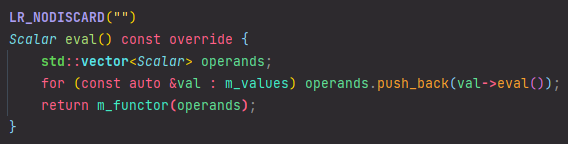 LR_NODISCARD("")
Scalar eval() const override {
    std::vector<Scalar> operands;
    for (const auto &val : m_values) operands.push_back(val->eval());
    return m_functor(operands);
}